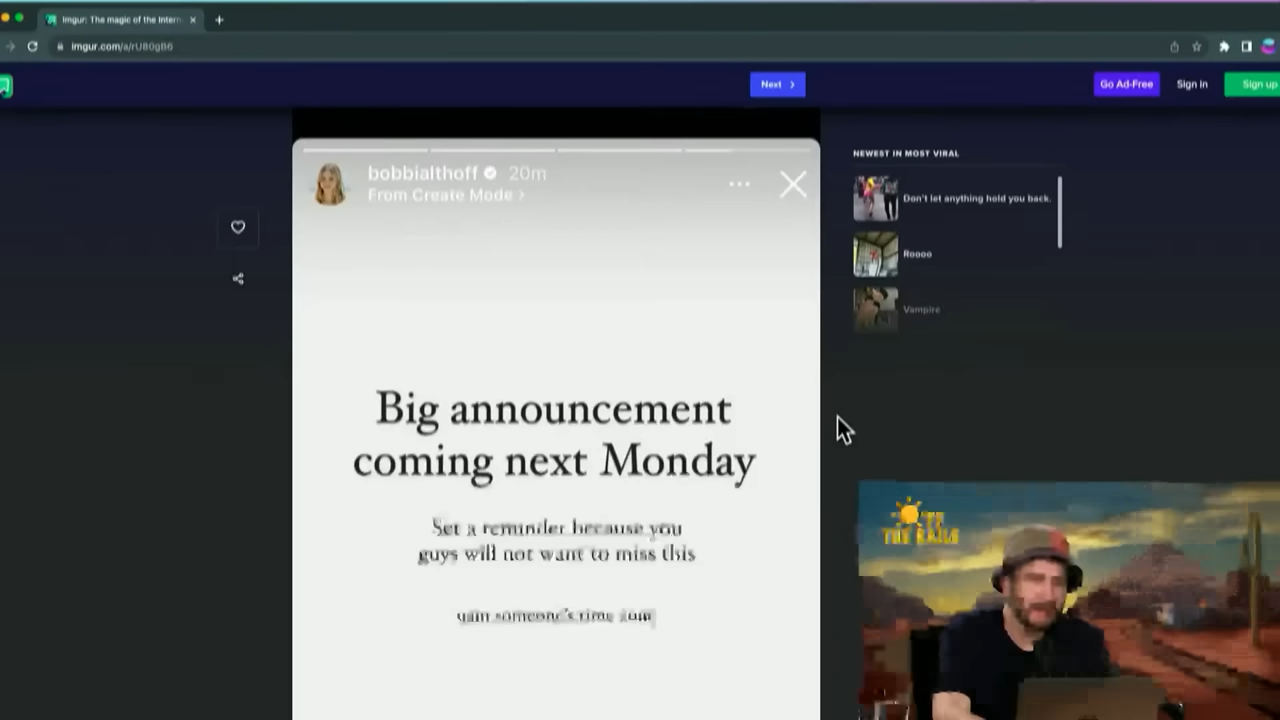 Imgur: The magic of the Intern
imgur.com/a/rU80gB6
Next
Go Ad-Free
Sign in
Sign up
bobbialthoff 20m
From Create Mode
NEWEST IN MOST VIRAL
Don't let anything hold you back.
Roooo
Vampire
Big announcement
coming next Monday
Set a reminder because you
guys will not want to miss this
THE RAILS